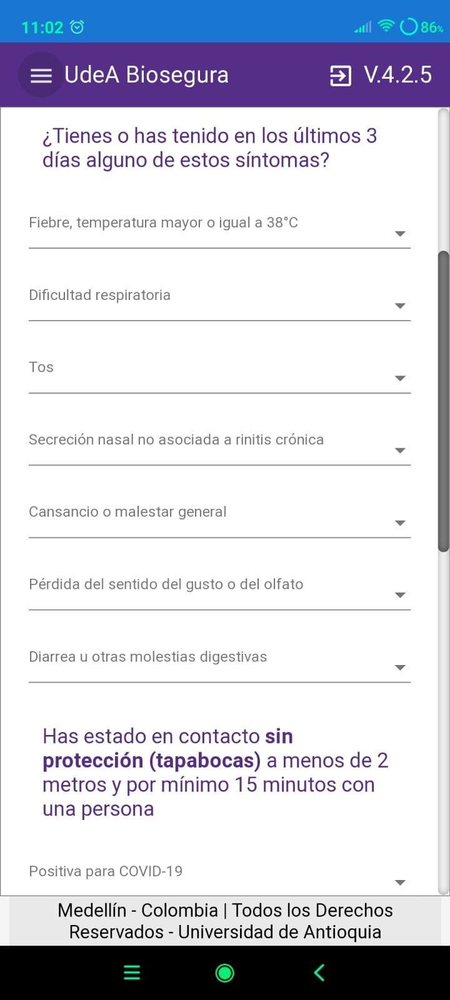 11:02
86%
UdeA Biosegura
V.4.2.5
¿Tienes o has tenido en los últimos 3
días alguno de estos síntomas?
Fiebre, temperatura mayor o igual a 38°C
Dificultad respiratoria
Tos
Secreción nasal no asociada a rinitis crónica
Cansancio o malestar general
Pérdida del sentido del gusto o del olfato
Diarrea u otras molestias digestivas
Has estado en contacto sin
protección (tapabocas) a menos de 2
metros y por mínimo 15 minutos con
una persona
Positiva para COVID-19
Medellín - Colombia | Todos los Derechos
Reservados - Universidad de Antioquia